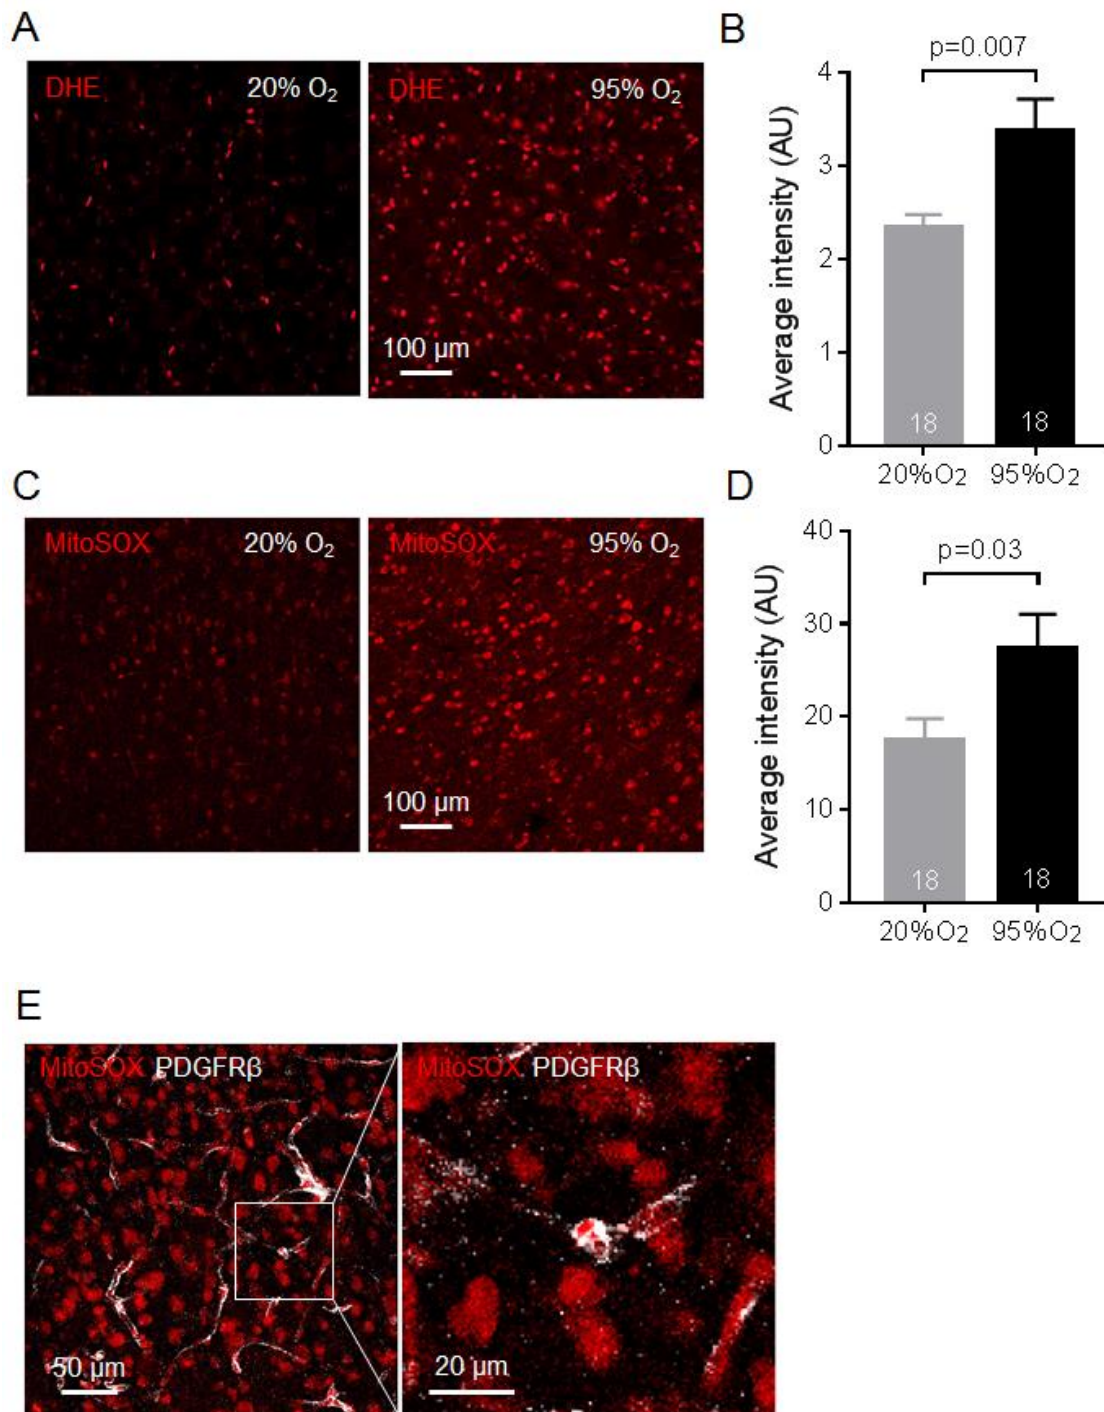 A
DHE 20% O₂
DHE 95% O₂
100 µm
B
p=0.007
Average intensity (AU)
4
3
2
1
0
18 18
20%O₂ 95%O₂
C
MitoSOX 20% O₂
MitoSOX 95% O₂
100 µm
D
p=0.03
Average intensity (AU)
40
30
20
10
0
18 18
20%O₂ 95%O₂
E
MitoSOX PDGFRβ
50 µm
MitoSOX PDGFRβ
20 µm